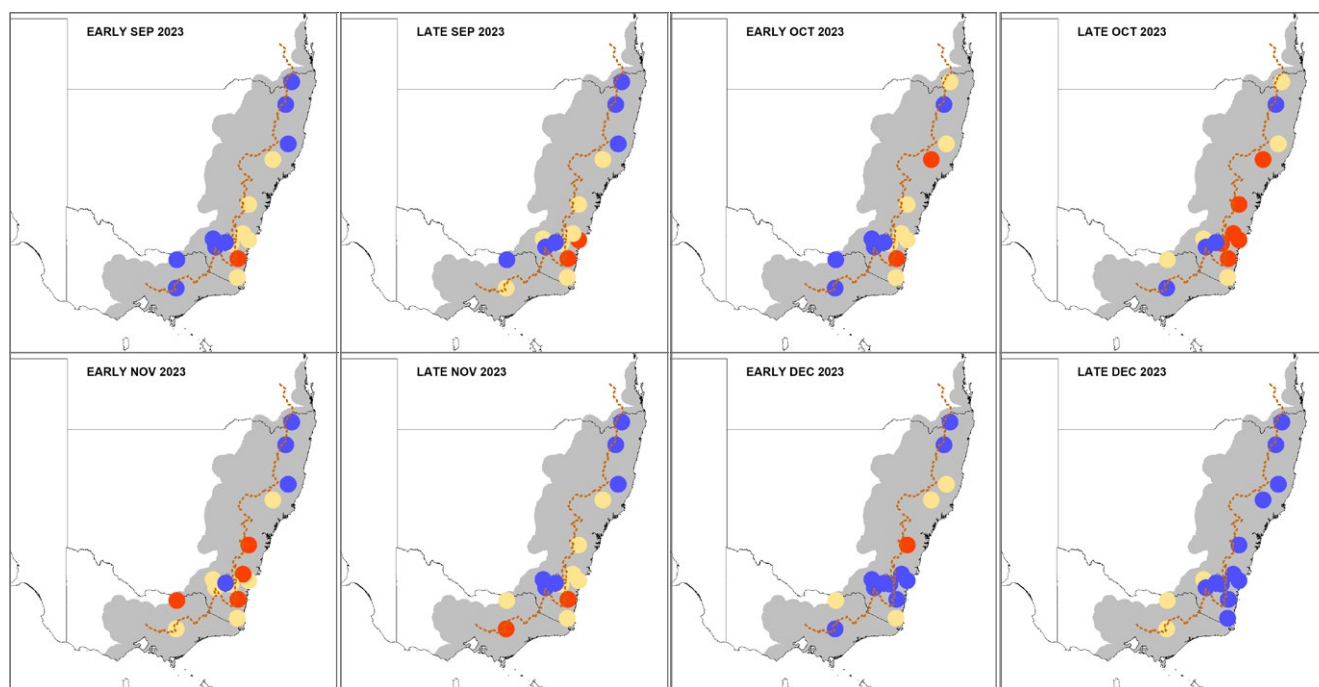 EARLY SEP 2023
LATE SEP 2023
EARLY OCT 2023
LATE OCT 2023
EARLY NOV 2023
LATE NOV 2023
EARLY DEC 2023
LATE DEC 2023